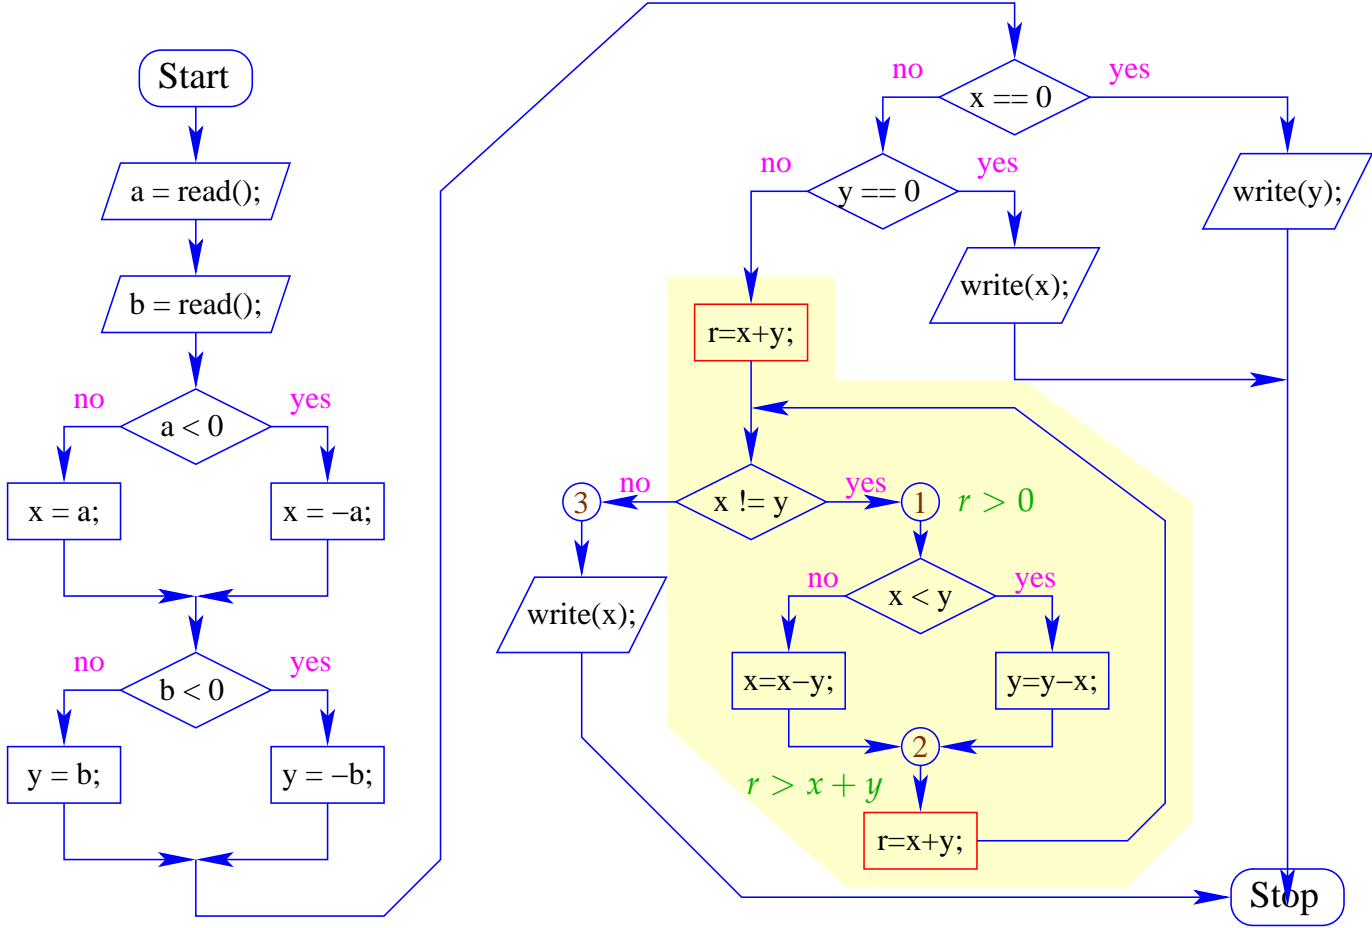 Start
a = read();
b = read();
a < 0
no
yes
x = a;
x = −a;
b < 0
no
yes
y = b;
y = −b;
x == 0
no
yes
y == 0
no
yes
write(y);
write(x);
r=x+y;
x != y
no
yes
3
1
r > 0
write(x);
x < y
no
yes
x=x−y;
y=y−x;
2
r > x + y
r=x+y;
Stop